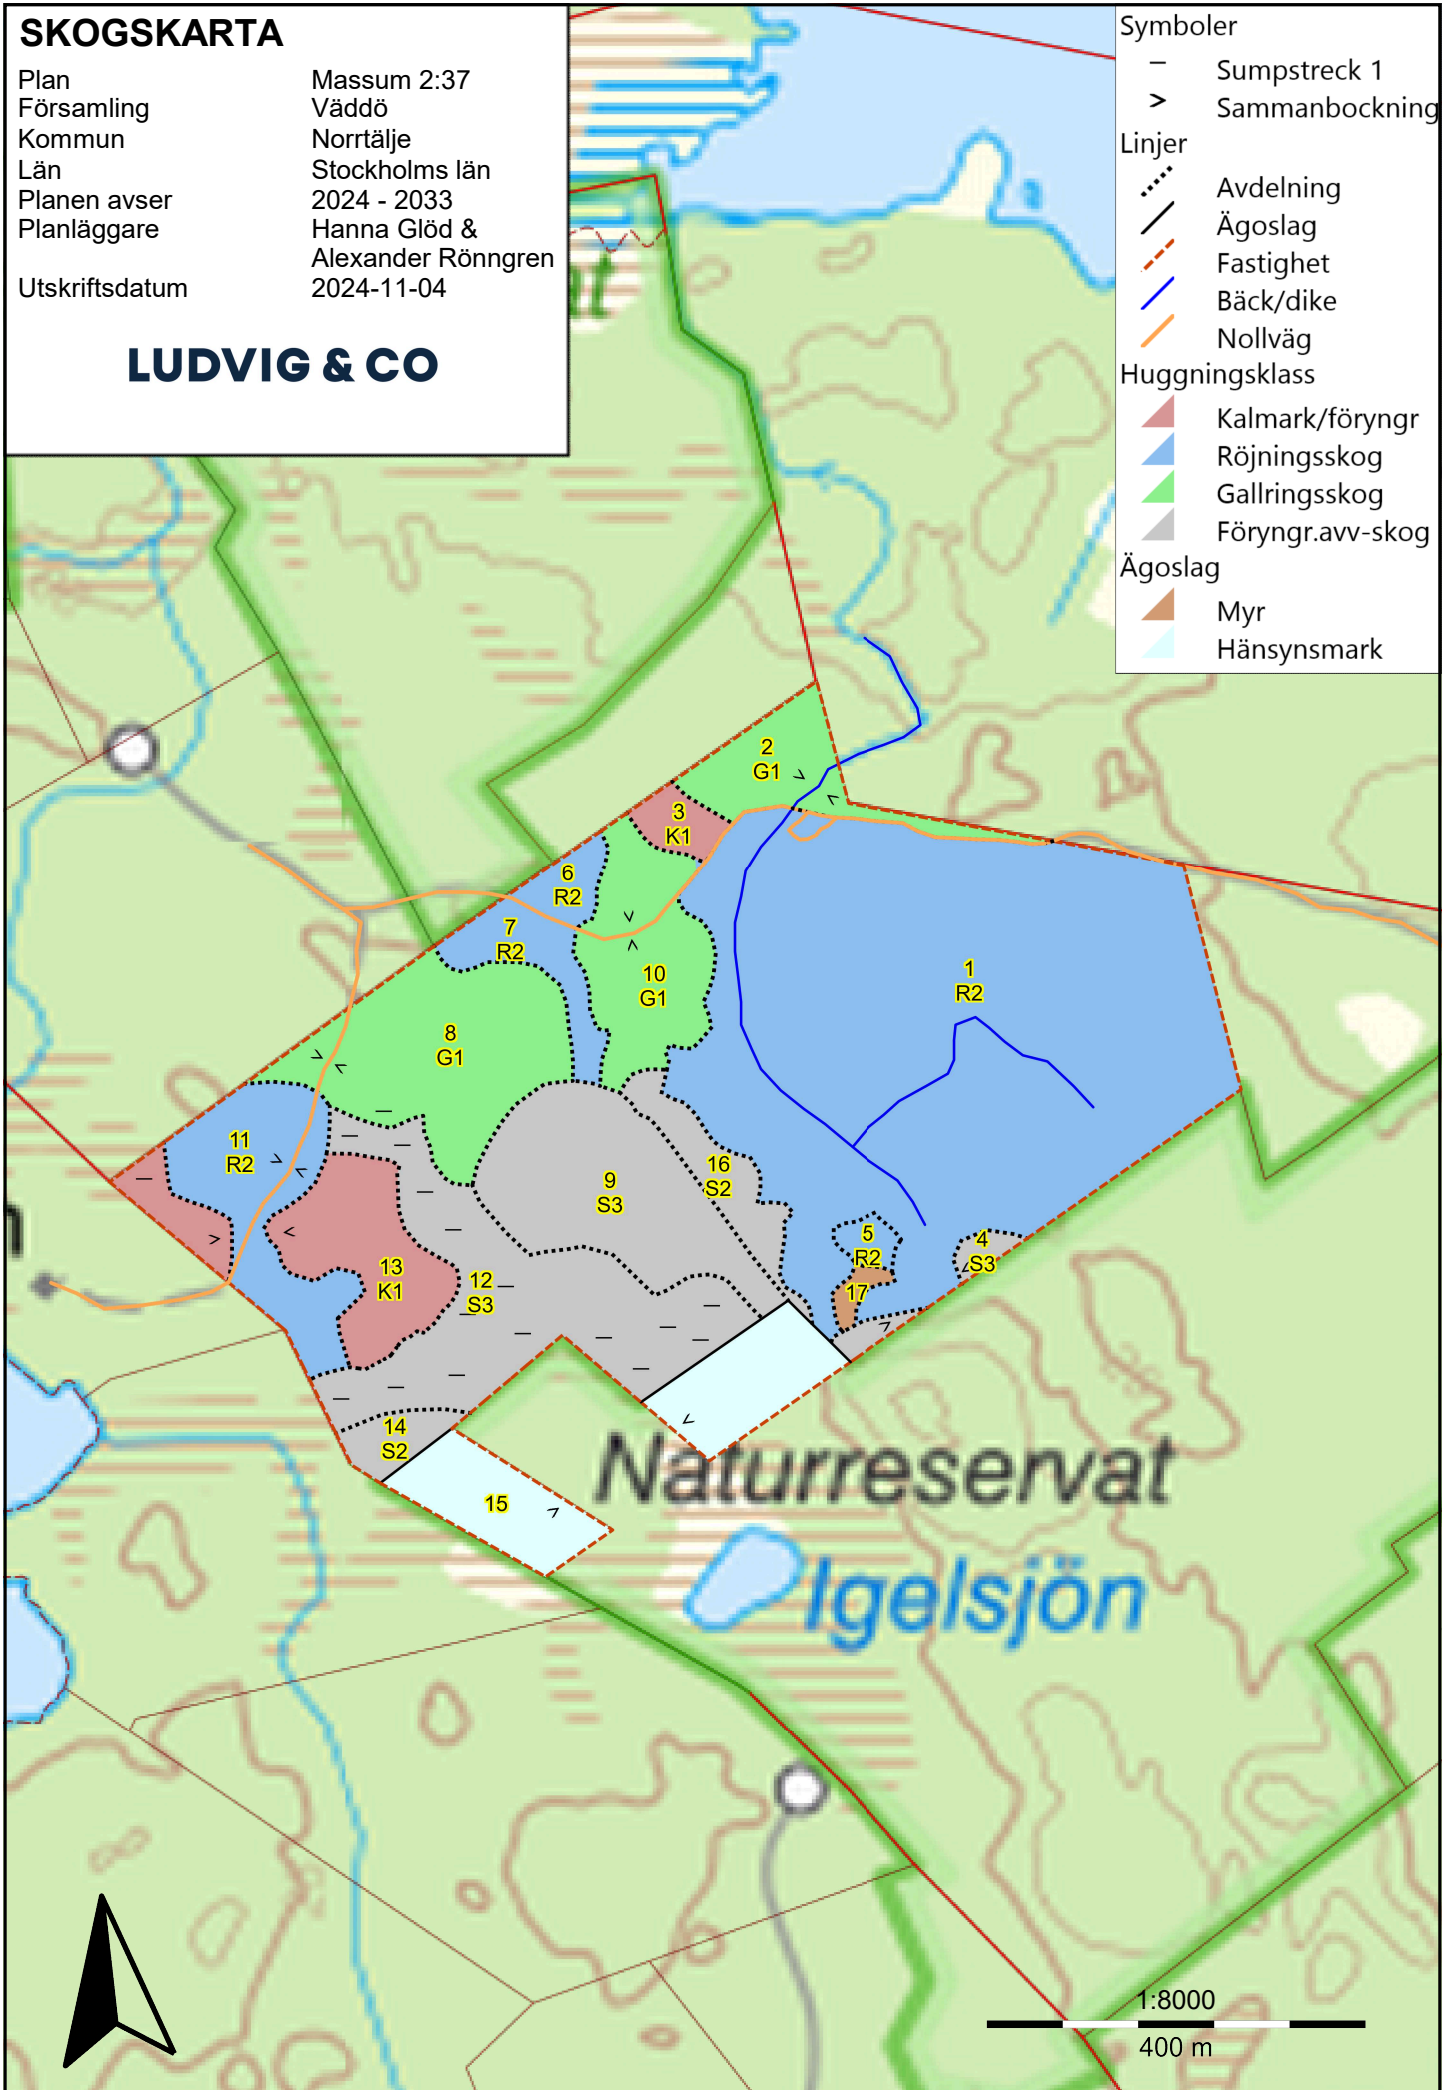 SKOGSKARTA
Plan Massum 2:37
Församling Väddö
Kommun Norrtälje
Län Stockholms län
Planen avser 2024 - 2033
Planläggare Hanna Glöd &
Alexander Rönngren
Utskriftsdatum 2024-11-04
LUDVIG & CO
Symboler
Sumpstreck 1
Sammanbockning
Linjer
Avdelning
Ägoslag
Fastighet
Bäck/dike
Nollväg
Huggningsklass
Kalmark/föryngr
Röjningsskog
Gallringsskog
Föryngr.avv-skog
Ägoslag
Myr
Hänsynsmark
2
G1
3
K1
6
R2
7
R2
10
G1
1
R2
8
G1
11
R2
16
S2
9
S3
5
R2
4
S3
13
K1
12
S3
17
14
S2
15
Naturreservat
Igelsjön
1:8000
400 m